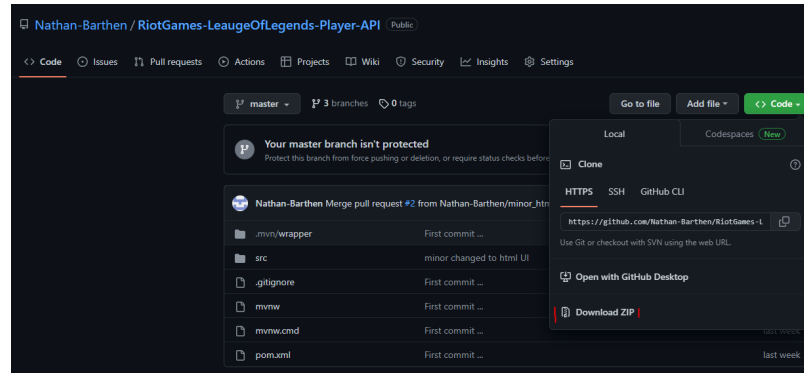 Nathan-Barthen / RiotGames-LeaugeOfLegends-Player-API Public
Code Issues Pull requests Actions Projects Wiki Security Insights Settings
master 3 branches 0 tags Go to file Add file Code
Your master branch isn't protected
Protect this branch from force pushing or deletion, or require status checks before
Nathan-Barthen Merge pull request #2 from Nathan-Barthen/minor_htm
.mvn/wrapper First commit ...
src minor changed to html UI
.gitignore First commit ...
mvnw First commit ...
mvnw.cmd First commit ... last week
pom.xml First commit ... last week
Local Codespaces New
Clone
HTTPS SSH GitHub CLI
https://github.com/Nathan-Barthen/RiotGames-L
Use Git or checkout with SVN using the web URL.
Open with GitHub Desktop
Download ZIP